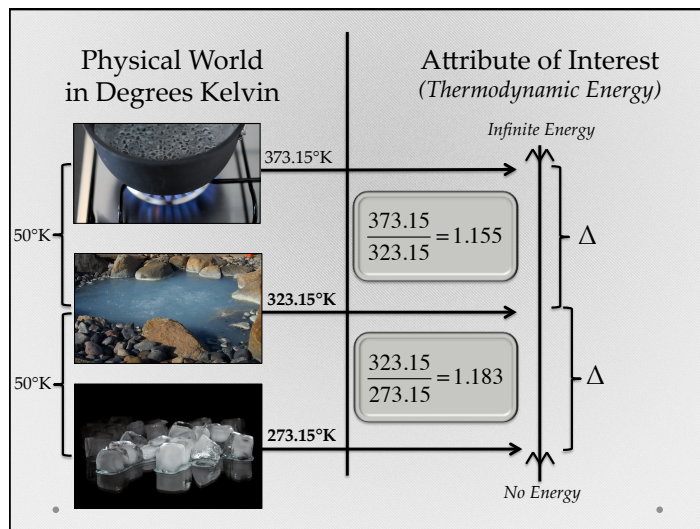 Physical World
in Degrees Kelvin
Attribute of Interest
(Thermodynamic Energy)
Infinite Energy
373.15°K
373.15
323.15
=1.155
50°K
Δ
323.15°K
323.15
273.15
=1.183
50°K
Δ
273.15°K
No Energy